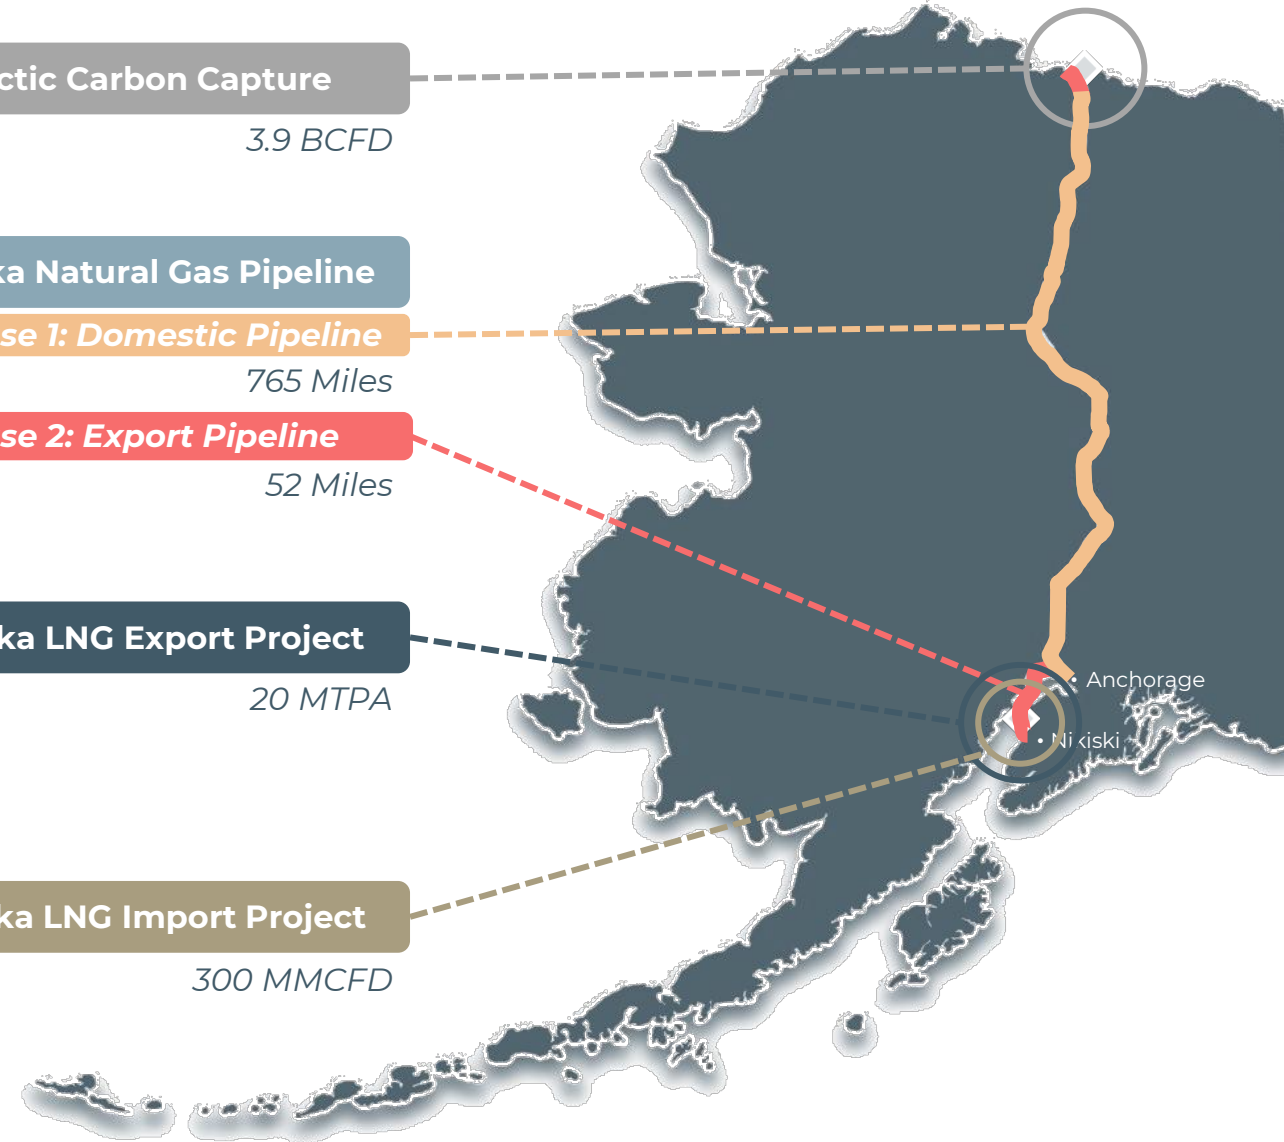 ctic Carbon Capture
3.9 BCFD
ka Natural Gas Pipeline
se 1: Domestic Pipeline
765 Miles
se 2: Export Pipeline
52 Miles
ka LNG Export Project
20 MTPA
• Anchorage
• Nikiski
ka LNG Import Project
300 MMCFD